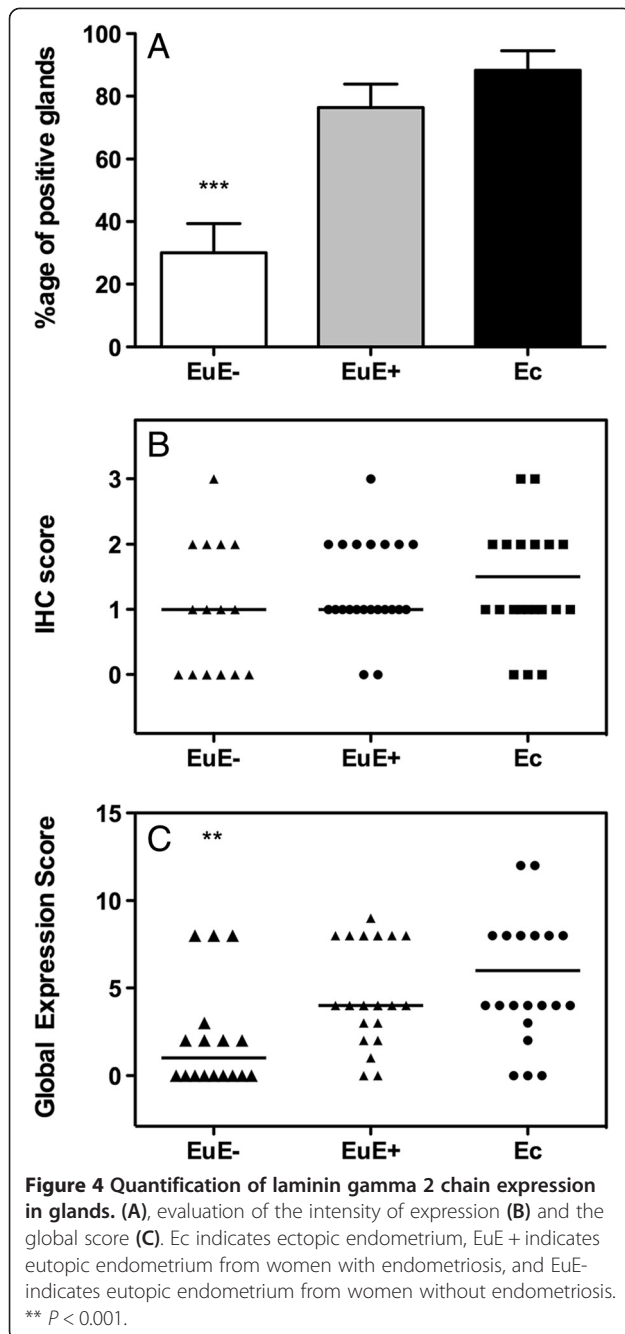 A
%age of positive glands
100
80
60
40
20
0
***
EuE- EuE+ Ec
B
IHC score
3
2
1
0
EuE- EuE+ Ec
C
Global Expression Score
15
10
5
0
**
EuE- EuE+ Ec
Figure 4 Quantification of laminin gamma 2 chain expression
in glands. (A), evaluation of the intensity of expression (B) and the
global score (C). Ec indicates ectopic endometrium, EuE + indicates
eutopic endometrium from women with endometriosis, and EuE-
indicates eutopic endometrium from women without endometriosis.
** P < 0.001.